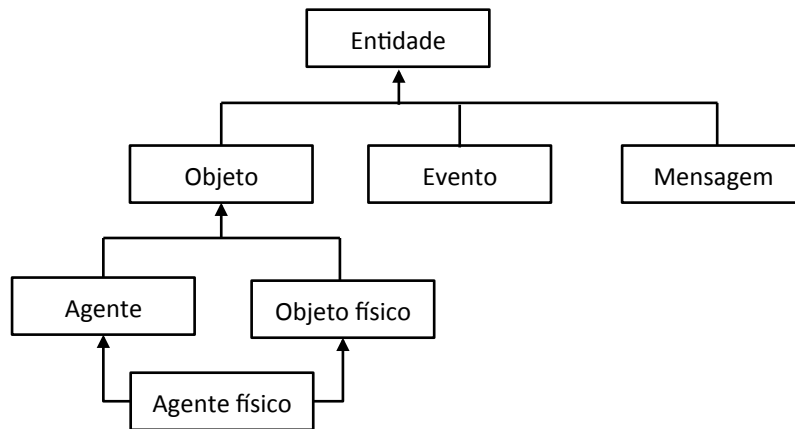 Entidade
Objeto
Evento
Mensagem
Agente
Objeto físico
Agente físico